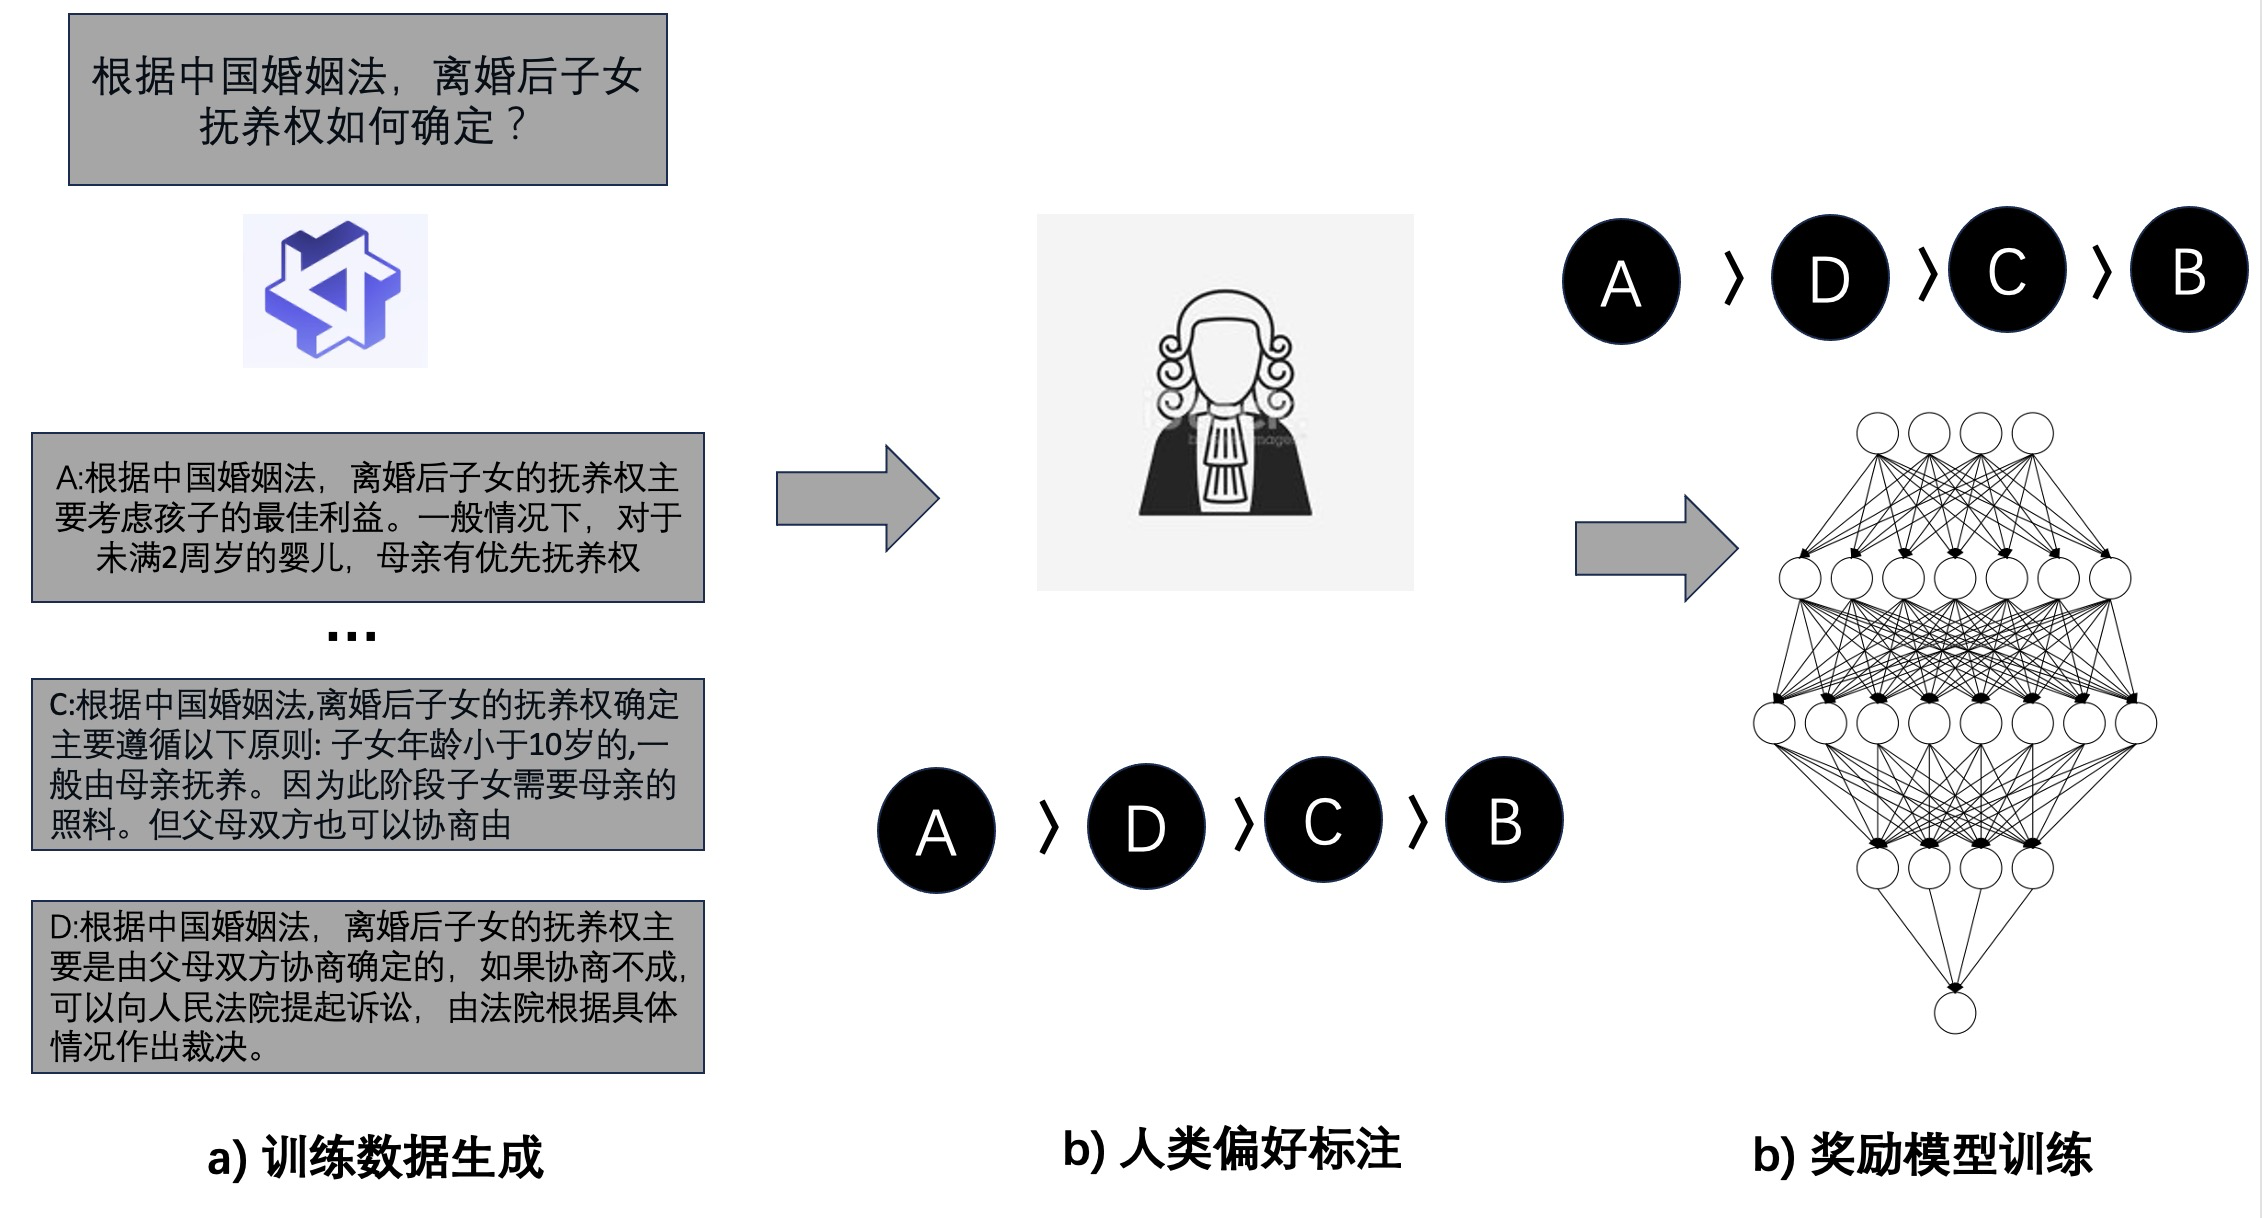 根据中国婚姻法，离婚后子女
抚养权如何确定？
A:根据中国婚姻法，离婚后子女的抚养权主
要考虑孩子的最佳利益。一般情况下，对于
未满2周岁的婴儿，母亲有优先抚养权
...
C:根据中国婚姻法,离婚后子女的抚养权确定
主要遵循以下原则: 子女年龄小于10岁的,一
般由母亲抚养。因为此阶段子女需要母亲的
照料。但父母双方也可以协商由
D:根据中国婚姻法，离婚后子女的抚养权主
要是由父母双方协商确定的，如果协商不成，
可以向人民法院提起诉讼，由法院根据具体
情况作出裁决。
a) 训练数据生成
A 〉 D 〉 C 〉 B
b) 人类偏好标注
A 〉 D 〉 C 〉 B
b) 奖励模型训练